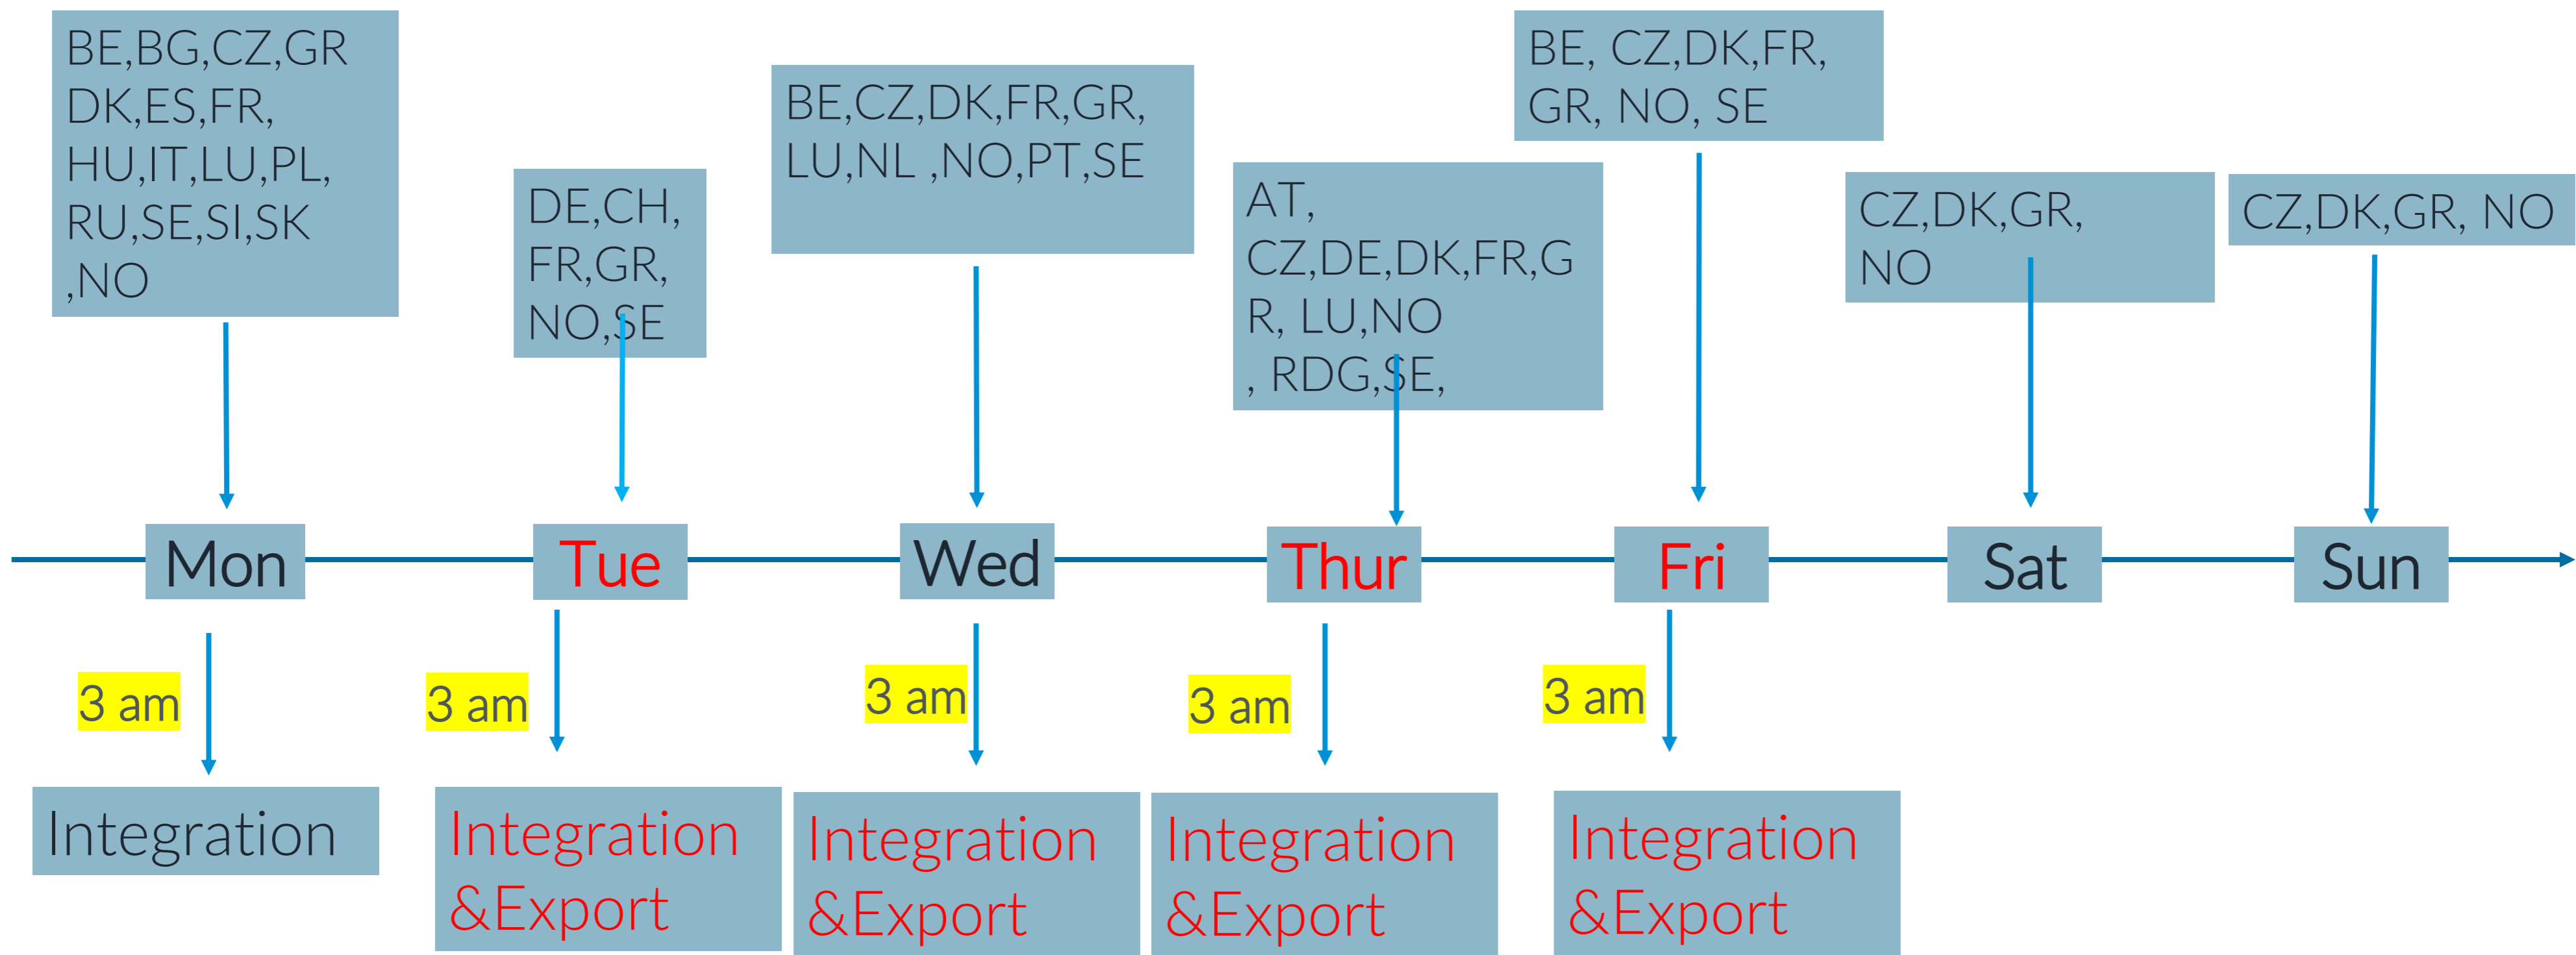 BE,BG,CZ,GR
DK,ES,FR,
HU,IT,LU,PL,
RU,SE,SI,SK
,NO
DE,CH,
FR,GR,
NO,SE
BE,CZ,DK,FR,GR,
LU,NL ,NO,PT,SE
AT,
CZ,DE,DK,FR,G
R, LU,NO
, RDG,SE,
BE, CZ,DK,FR,
GR, NO, SE
CZ,DK,GR,
NO
CZ,DK,GR, NO
Mon
Tue
Wed
Thur
Fri
Sat
Sun
3 am
3 am
3 am
3 am
3 am
Integration
Integration
&Export
Integration
&Export
Integration
&Export
Integration
&Export